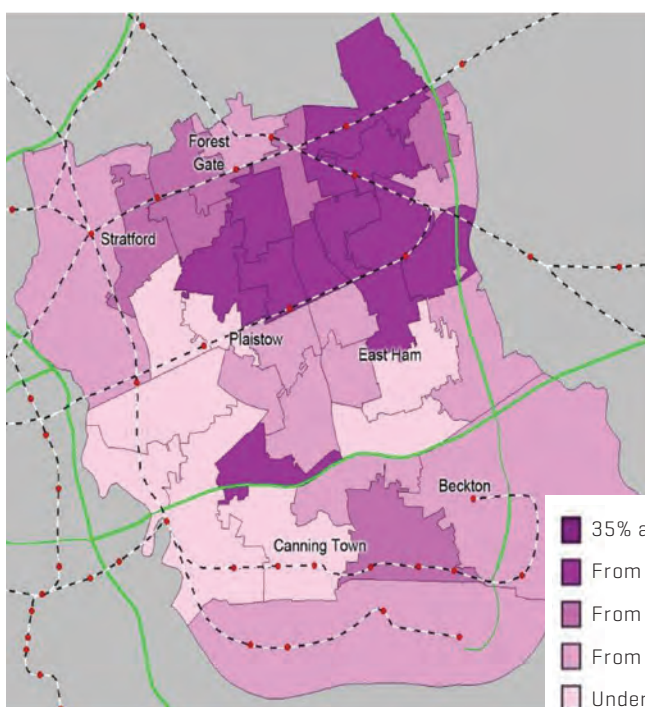 Forest
Gate
Stratford
Plaistow
East Ham
Beckton
Canning Town
35% a
From
From
From
Under